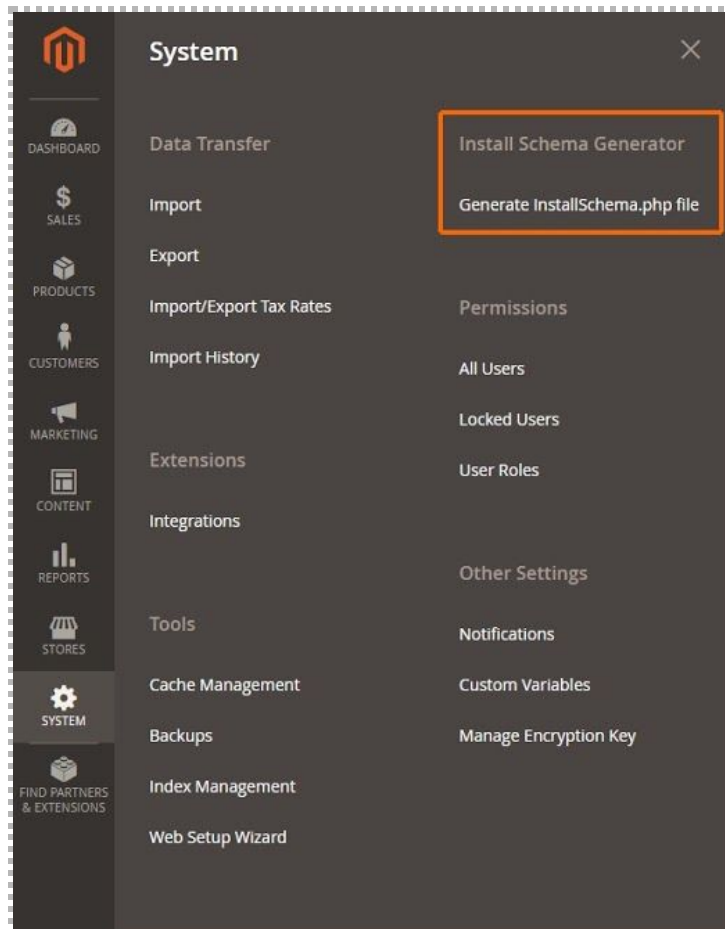 System
DASHBOARD
SALES
PRODUCTS
CUSTOMERS
MARKETING
CONTENT
REPORTS
STORES
SYSTEM
FIND PARTNERS
& EXTENSIONS
Data Transfer
Import
Export
Import/Export Tax Rates
Import History
Extensions
Integrations
Tools
Cache Management
Backups
Index Management
Web Setup Wizard
Install Schema Generator
Generate InstallSchema.php file
Permissions
All Users
Locked Users
User Roles
Other Settings
Notifications
Custom Variables
Manage Encryption Key